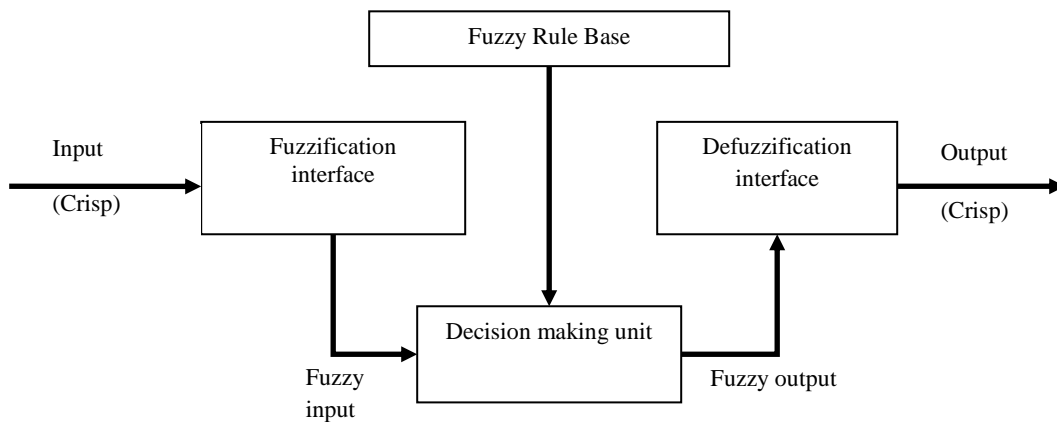 Fuzzy Rule Base
Input
(Crisp)
Fuzzification
interface
Defuzzification
interface
Output
(Crisp)
Decision making unit
Fuzzy
input
Fuzzy output